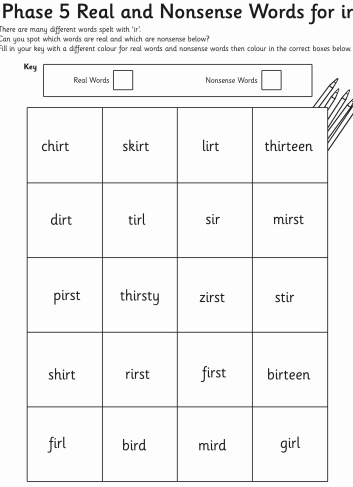 Phase 5 Real and Nonsense Words for ir
There are many different words spelt with 'ir'.
Can you spot which words are real and which are nonsense below?
Fill in your key with a different colour for real words and nonsense words then colour in the correct boxes below.
Key
Real Words Nonsense Words
chirt skirt lirt thirteen
dirt tirl sir mirst
pirst thirsty zirst stir
shirt rirst first birteen
firl bird mird girl